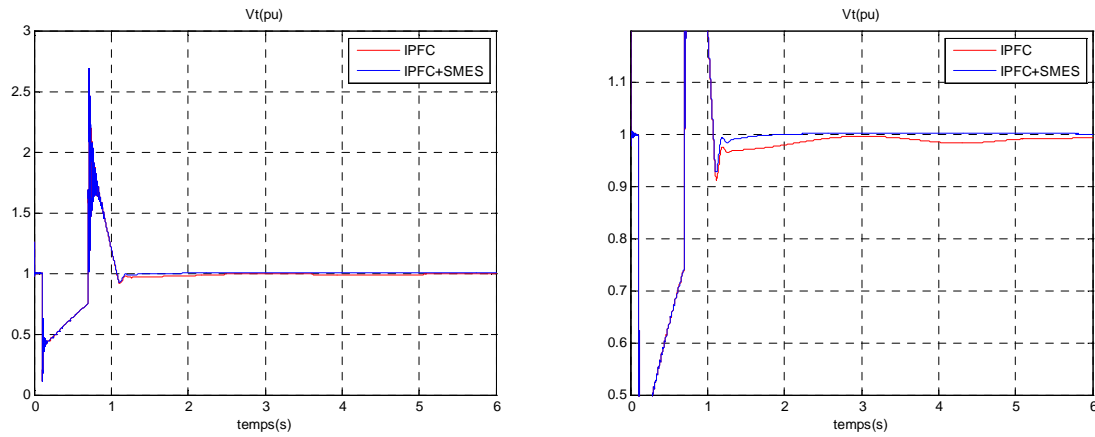 Vt(pu)
3
2.5
2
1.5
1
0.5
0
0 1 2 3 4 5 6
temps(s)
IPFC
IPFC+SMES
Vt(pu)
1.1
1
0.9
0.8
0.7
0.6
0.5
0 1 2 3 4 5 6
temps(s)
IPFC
IPFC+SMES